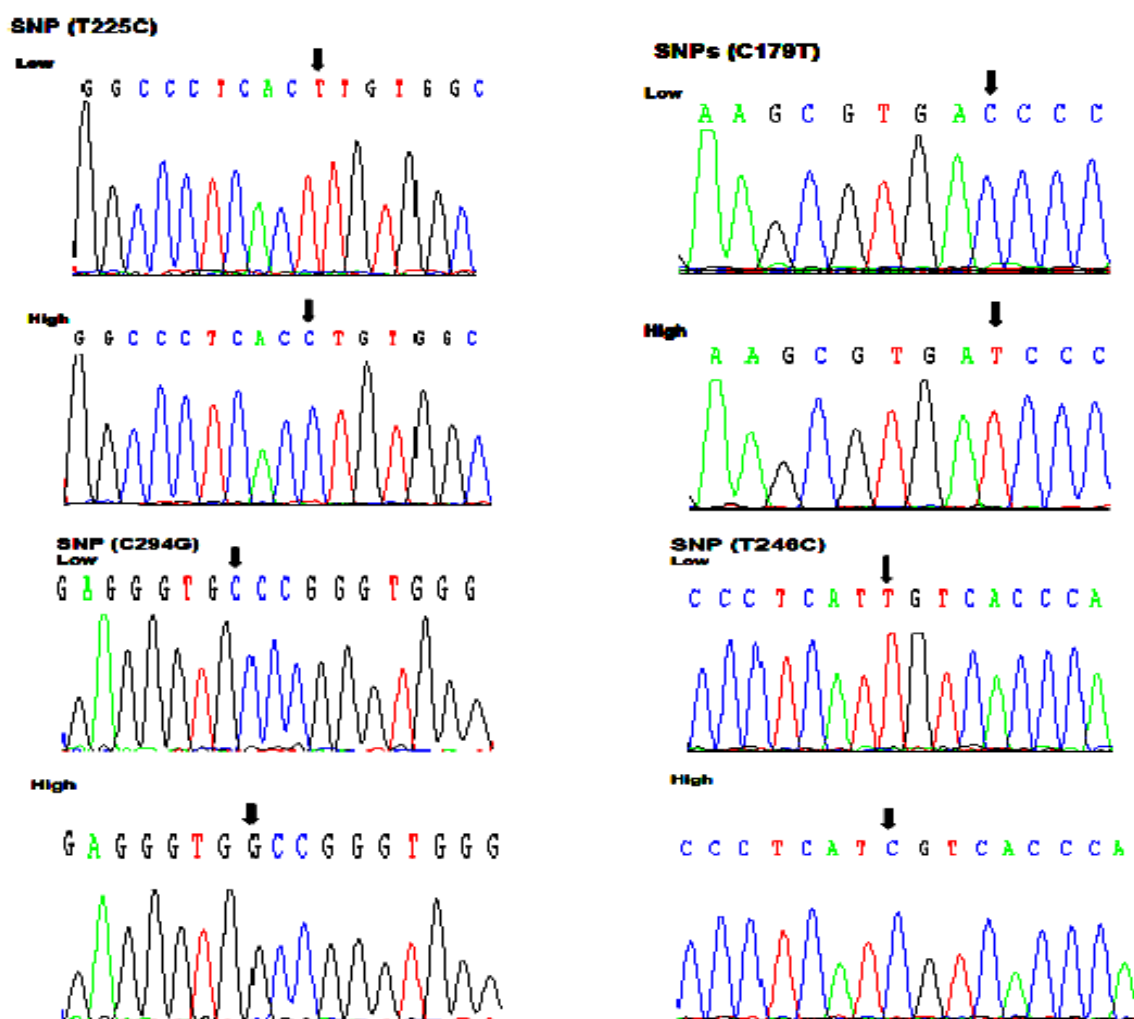 SNP (T225C)
Low
G G C C C T C A C T T G T G G C
High
G G C C C T C A C C T G T G G C
SNP (C294G)
Low
G A G G G T G C C C G G G T G G G
High
G A G G G T G G C C G G G T G G G
SNPs (C179T)
Low
A A G C G T G A C C C C
High
A A G C G T G A T C C C
SNP (T246C)
Low
C C C T C A T T G T C A C C C A
High
C C C T C A T C G T C A C C C A